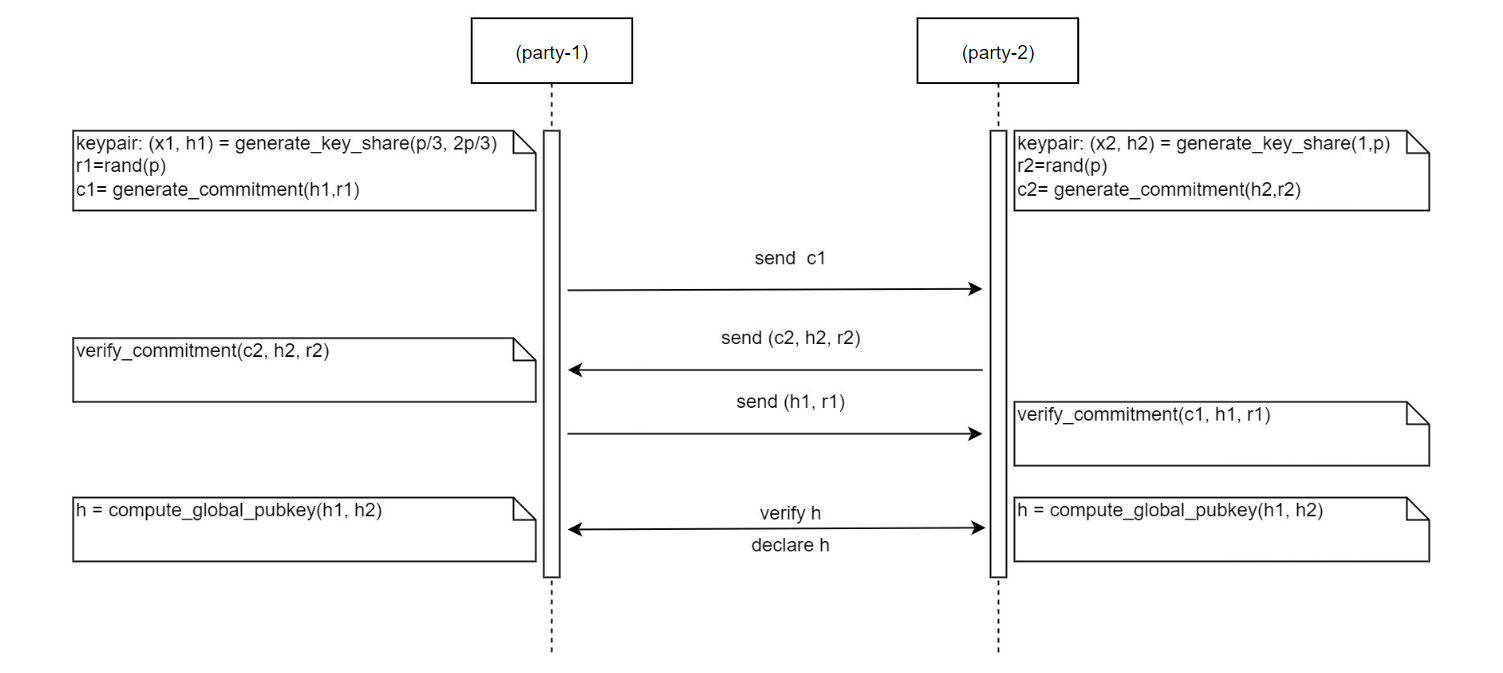 (party-1)
(party-2)
keypair: (x1, h1) = generate_key_share(p/3, 2p/3)
r1=rand(p)
c1= generate_commitment(h1,r1)
keypair: (x2, h2) = generate_key_share(1,p)
r2=rand(p)
c2= generate_commitment(h2,r2)
send  c1
send (c2, h2, r2)
verify_commitment(c2, h2, r2)
send (h1, r1)
verify_commitment(c1, h1, r1)
h = compute_global_pubkey(h1, h2)
verify h
declare h
h = compute_global_pubkey(h1, h2)